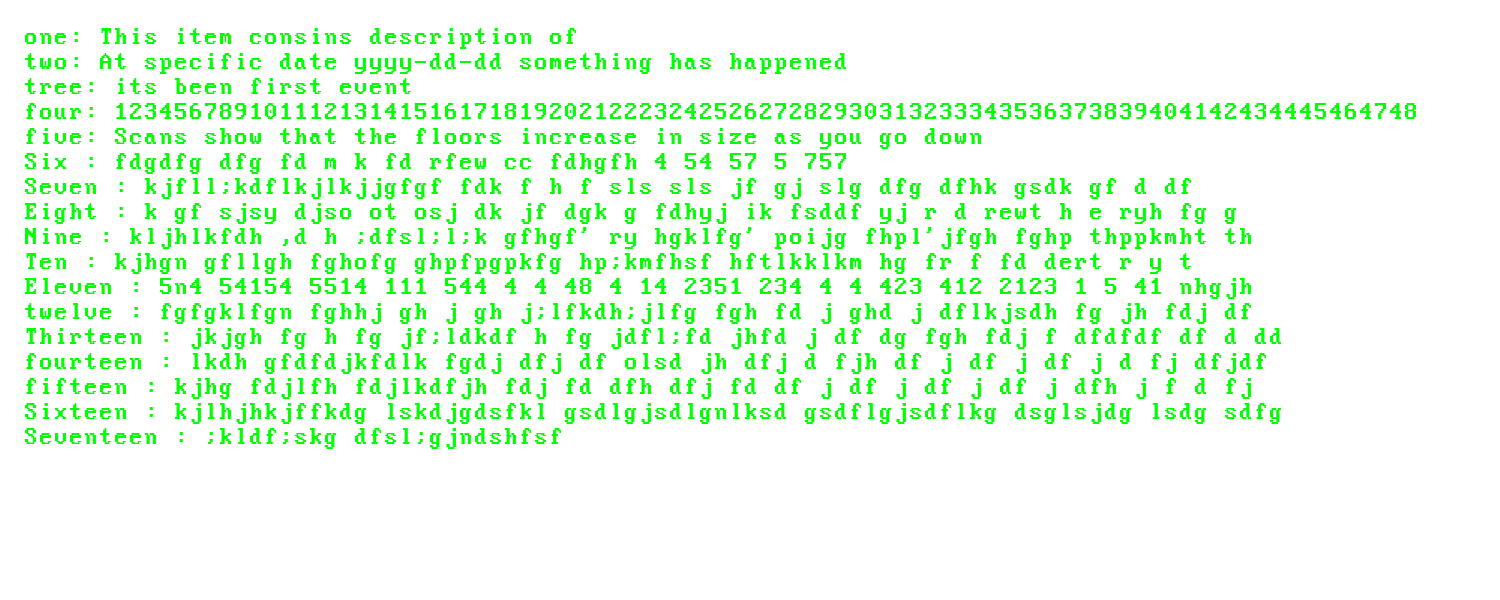 one: This item consins description of
two: At specific date yyyy-dd-dd something has happened
tree: its been first event
four: 123456789101112131415161718192021222324252627282930313233343536373839404142434445464748
five: Scans show that the floors increase in size as you go down
Six : fdgdfg dfg fd m k fd rfew cc fdhgfh 4 54 57 5 757
Seven : kjfll;kdflkjlkjjgfgf fdk f h f sls sls jf gj slg dfg dfhk gsdk gf d df
Eight : k gf sjsy djso ot osj dk jf dgk g fdhyj ik fsddf yj r d rewt h e ryh fg g
Nine : kljhlkfdh ,d h ;dfsl;l;k gfhgf' ry hgklfg' poijg fhpl'jfgh fghp thppkmht th
Ten : kjhgn gfllgh fghofg ghpfpgpkfg hp;kmfhsf hftlkklkm hg fr f fd dert r y t
Eleven : 5n4 54154 5514 111 544 4 4 48 4 14 2351 234 4 4 423 412 2123 1 5 41 nhgjh
twelve : fgfgklfgn fghhj gh j gh j;lfkdh;jlfg fgh fd j ghd j dflkjsdh fg jh fdj df
Thirteen : jkjgh fg h fg jf;ldkdf h fg jdfl;fd jhfd j df dg fgh fdj f dfdfdf df d dd
fourteen : lkdh gfdfdjkfdlk fgdj dfj df olsd jh dfj d fjh df j df j df j d fj dfjdf
fifteen : kjhg fdjlfh fdjlkdfjh fdj fd dfh dfj fd df j df j df j df j dfh j f d fj
Sixteen : kjlhjhkjffkdg lskdjgdsfkl gsdlgjsdlgnlksd gsdflgjsdflkg dsglsjdg lsdg sdfg
Seventeen : ;kldf;skg dfsl;gjndshfsf